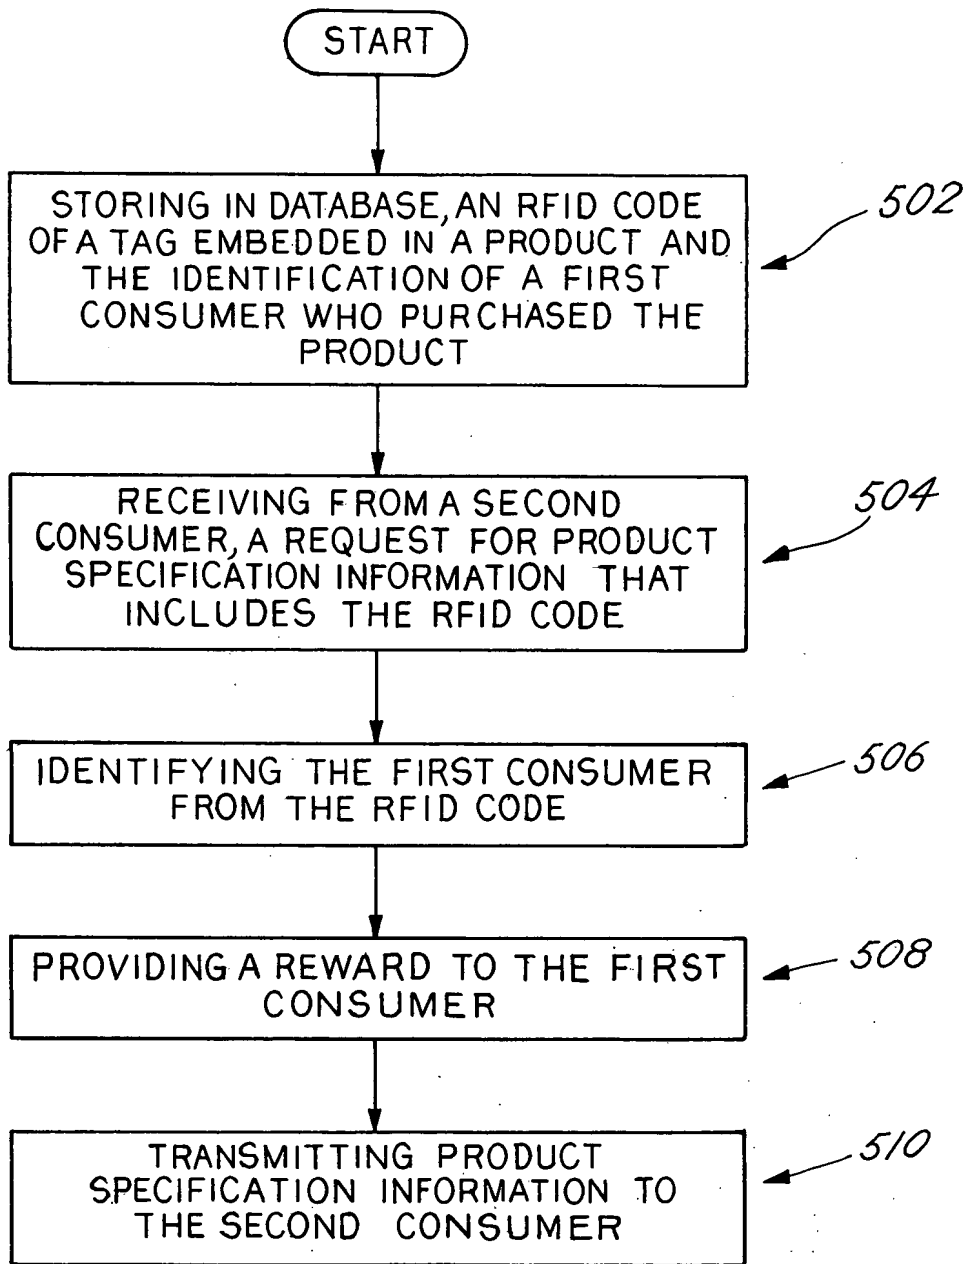 START
STORING IN DATABASE, AN RFID CODE
OF A TAG EMBEDDED IN A PRODUCT AND
THE IDENTIFICATION OF A FIRST
CONSUMER WHO PURCHASED THE
PRODUCT
502
RECEIVING FROM A SECOND
CONSUMER, A REQUEST FOR PRODUCT
SPECIFICATION INFORMATION THAT
INCLUDES THE RFID CODE
504
IDENTIFYING THE FIRST CONSUMER
FROM THE RFID CODE
506
PROVIDING A REWARD TO THE FIRST
CONSUMER
508
TRANSMITTING PRODUCT
SPECIFICATION INFORMATION TO
THE SECOND CONSUMER
510